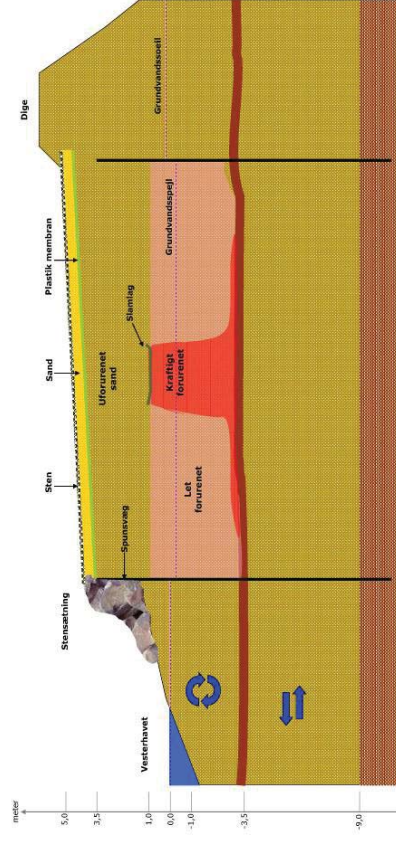 Dige
Plastik membran
Sand
Sten
Stensætning
Grundvandsspejl
Slamlag
Uforurenet
sand
Spunsvæg
Grundvandsspejl
Kraftigt
forurenet
Let
forurenet
Vesterhavet
meter
5,0
3,5
1,0
0,0
-1,0
-3,5
-9,0